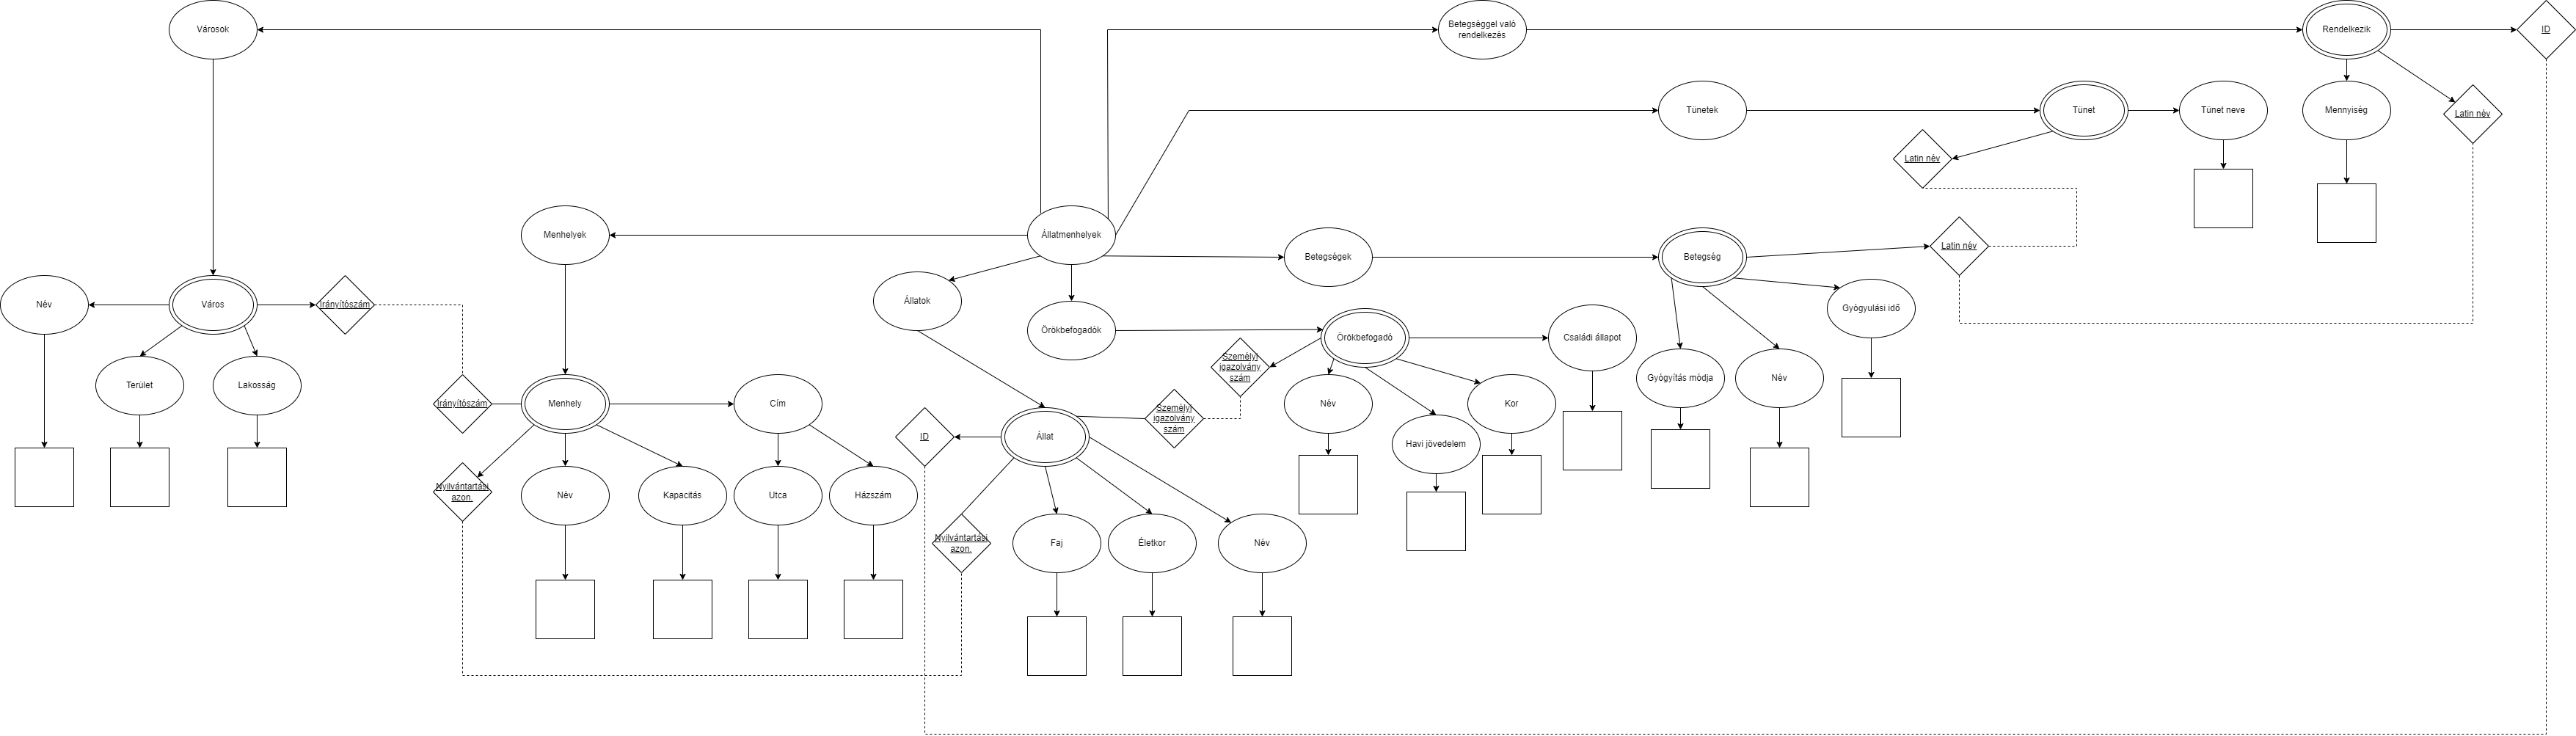 Városok
Betegséggel való
rendelkezés
Rendelkezik
ID
Tünetek
Tünet
Tünet neve
Mennyiség
Latin név
Latin név
Menhelyek
Állatmenhelyek
Betegségek
Betegség
Latin név
Név
Város
Irányítószám
Állatok
Örökbefogadók
Örökbefogadó
Családi állapot
Gyógyulási idő
Személyi
igazolvány
szám
Terület
Lakosság
Irányítószám
Menhely
Cím
Személyi
igazolvány
szám
Név
Kor
Gyógyítás módja
Név
ID
Állat
Havi jövedelem
Nyilvántartási
azon.
Név
Kapacitás
Utca
Házszám
Nyilvántartási
azon.
Faj
Életkor
Név